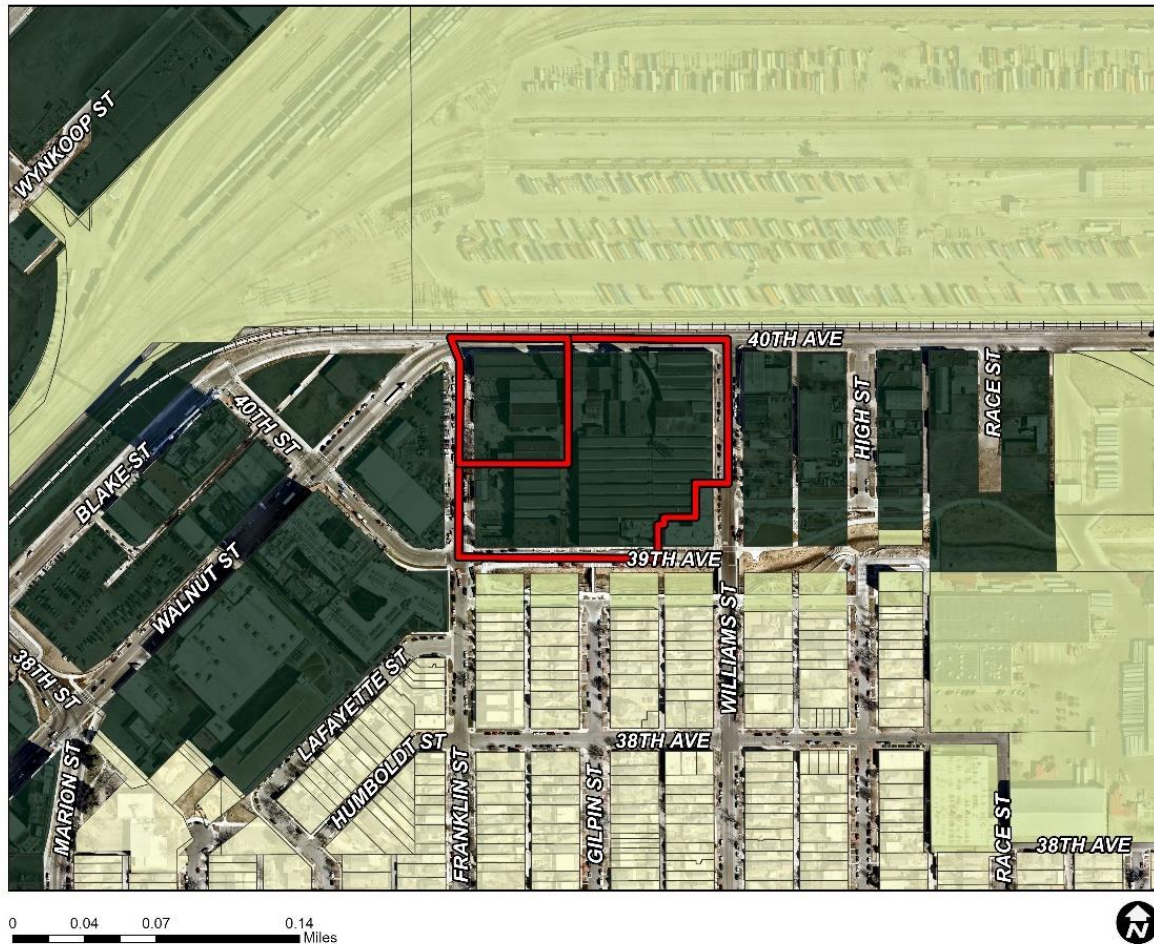 WYNKOOP ST
40TH AVE
RACE ST
HIGH ST
40TH ST
BLAKE ST
WALNUT ST
39TH AVE
WILLIAMS ST
38TH ST
LAFAYETTE ST
HUMBOLDT ST
38TH AVE
MARION ST
FRANKLIN ST
GILPIN ST
RACE ST
38TH AVE
0 0.04 0.07 0.14
Miles
N